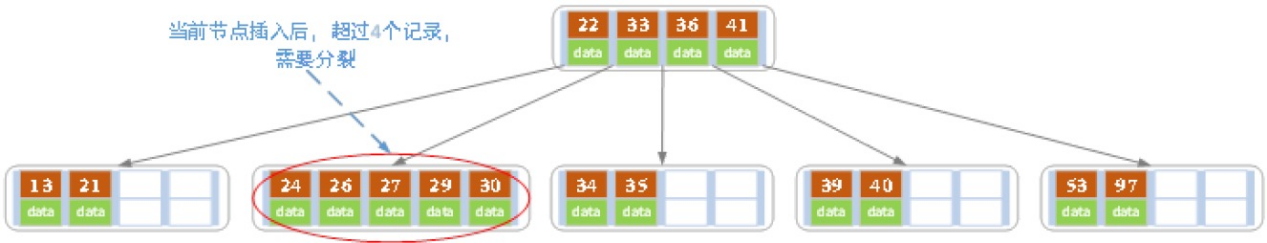 当前节点插入后，超过4个记录，
需要分裂
22 33 36 41
data data data data
13 21
data data
24 26 27 29 30
data data data data data
34 35
data data
39 40
data data
53 97
data data